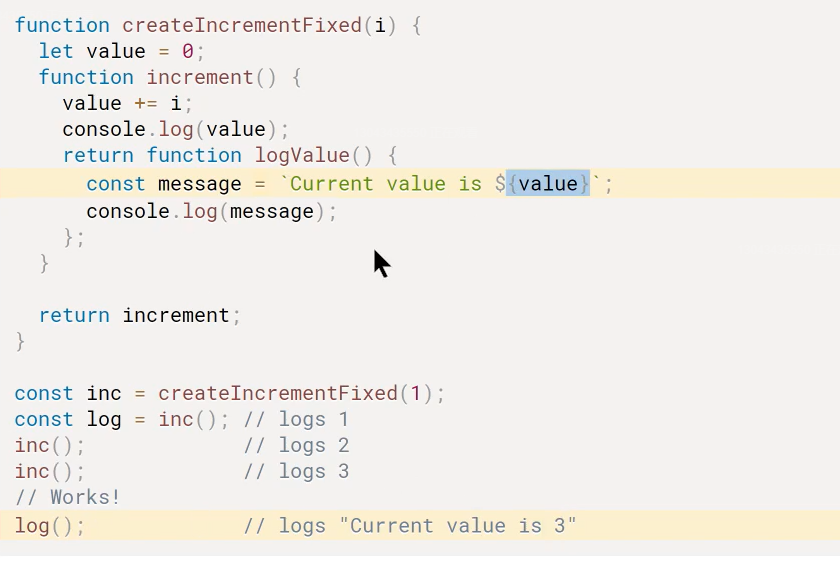 function createIncrementFixed(i) {
  let value = 0;
  function increment() {
    value += i;
    console.log(value);
    return function logValue() {
      const message = `Current value is ${value}`;
      console.log(message);
    };
  }

  return increment;
}

const inc = createIncrementFixed(1);
const log = inc(); // logs 1
inc();             // logs 2
inc();             // logs 3
// Works!
log();             // logs "Current value is 3"